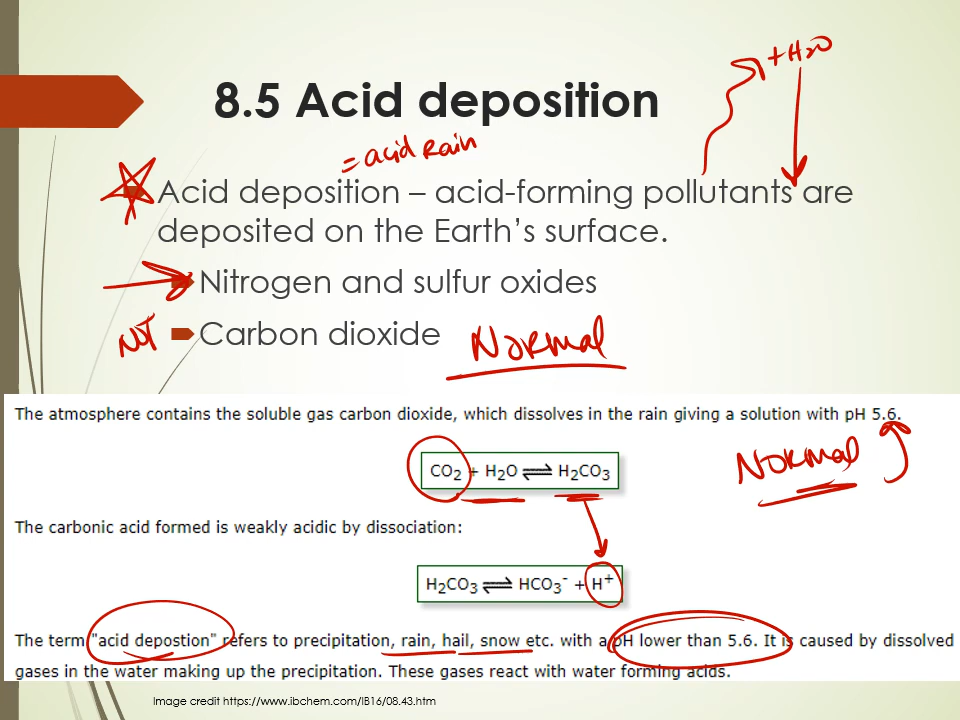 + H2O
8.5 Acid deposition
= acid Rain
Acid deposition – acid-forming pollutants are
deposited on the Earth's surface.
Nitrogen and sulfur oxides
NOT Carbon dioxide Normal
The atmosphere contains the soluble gas carbon dioxide, which dissolves in the rain giving a solution with pH 5.6.
Normal
CO₂ + H₂O ⇌ H₂CO₃
The carbonic acid formed is weakly acidic by dissociation:
H₂CO₃ ⇌ HCO₃⁻ + H⁺
The term "acid depostion" refers to precipitation, rain, hail, snow etc. with a pH lower than 5.6. It is caused by dissolved
gases in the water making up the precipitation. These gases react with water forming acids.
Image credit https://www.ibchem.com/IB16/08.43.htm